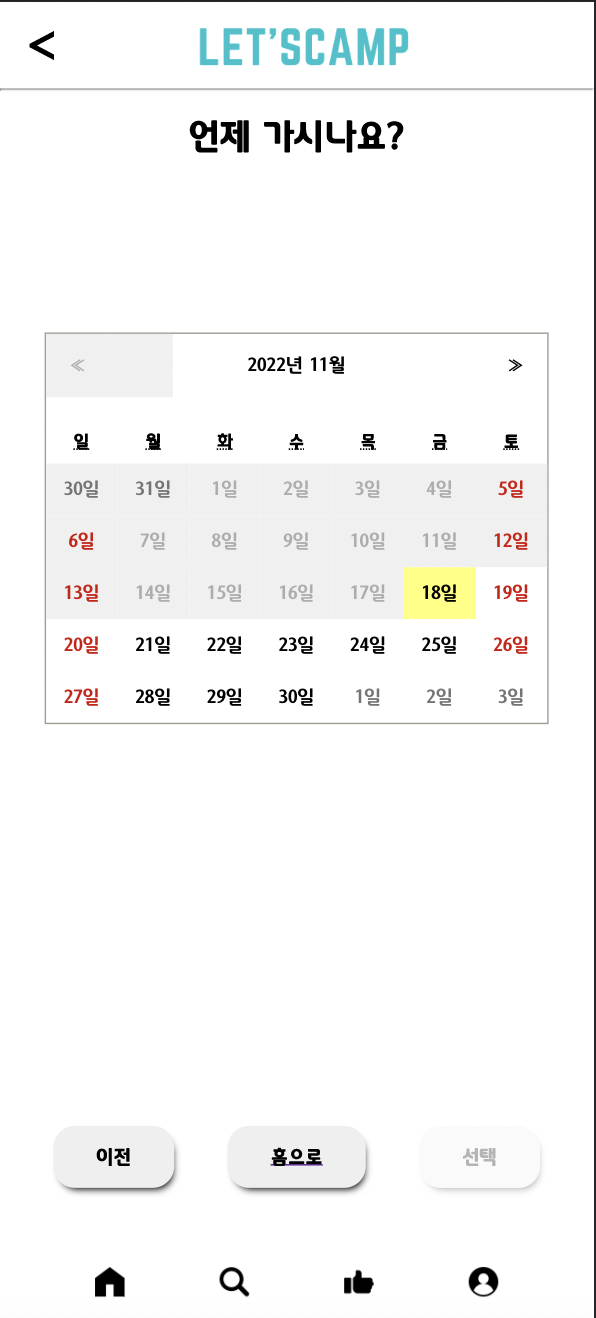 <
LET'SCAMP
언제 가시나요?
« 2022년 11월 »
일 월 화 수 목 금 토
30일 31일 1일 2일 3일 4일 5일
6일 7일 8일 9일 10일 11일 12일
13일 14일 15일 16일 17일 18일 19일
20일 21일 22일 23일 24일 25일 26일
27일 28일 29일 30일 1일 2일 3일
이전 홈으로 선택